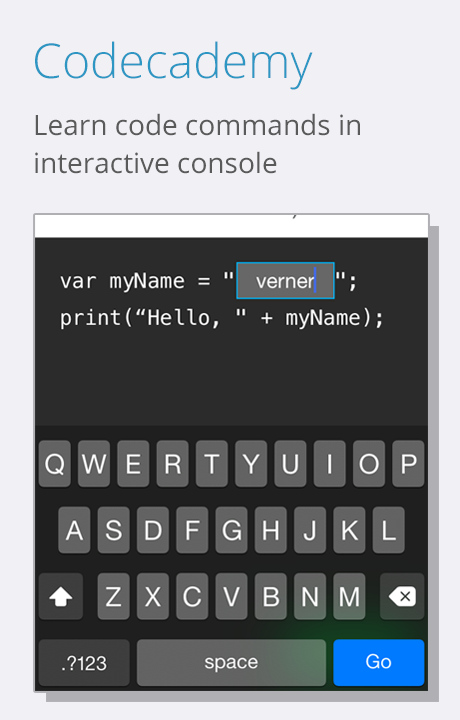 Codecademy
Learn code commands in
interactive console
var myName = " verner ";
print(“Hello, " + myName);
Q W E R T Y U I O P
A S D F G H J K L
Z X C V B N M
.?123 space Go